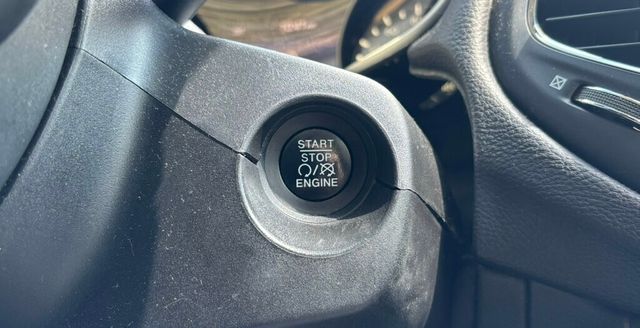 START
STOP
/
ENGINE